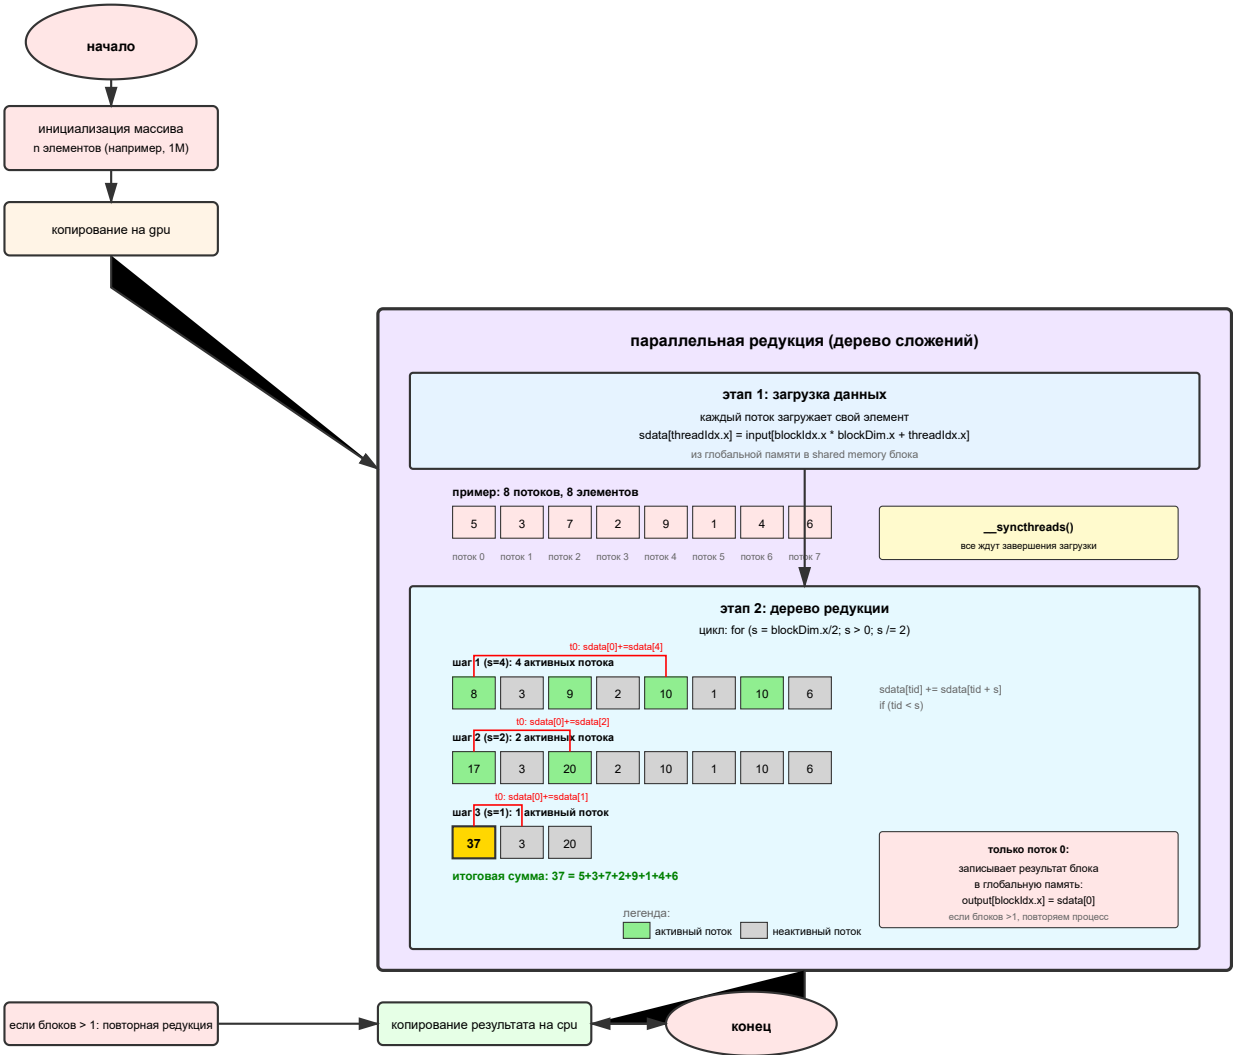 начало
инициализация массива
n элементов (например, 1M)
копирование на gpu
параллельная редукция (дерево сложений)
этап 1: загрузка данных
каждый поток загружает свой элемент
sdata[threadIdx.x] = input[blockIdx.x * blockDim.x + threadIdx.x]
из глобальной памяти в shared memory блока
пример: 8 потоков, 8 элементов
5 3 7 2 9 1 4 6
поток 0 поток 1 поток 2 поток 3 поток 4 поток 5 поток 6 поток 7
__syncthreads()
все ждут завершения загрузки
этап 2: дерево редукции
цикл: for (s = blockDim.x/2; s > 0; s /= 2)
t0: sdata[0]+=sdata[4]
шаг 1 (s=4): 4 активных потока
8 3 9 2 10 1 10 6
sdata[tid] += sdata[tid + s]
if (tid < s)
t0: sdata[0]+=sdata[2]
шаг 2 (s=2): 2 активных потока
17 3 20 2 10 1 10 6
t0: sdata[0]+=sdata[1]
шаг 3 (s=1): 1 активный поток
37 3 20
итоговая сумма: 37 = 5+3+7+2+9+1+4+6
только поток 0:
записывает результат блока
в глобальную память:
output[blockIdx.x] = sdata[0]
если блоков >1, повторяем процесс
легенда:
активный поток
неактивный поток
если блоков > 1: повторная редукция
копирование результата на cpu
конец